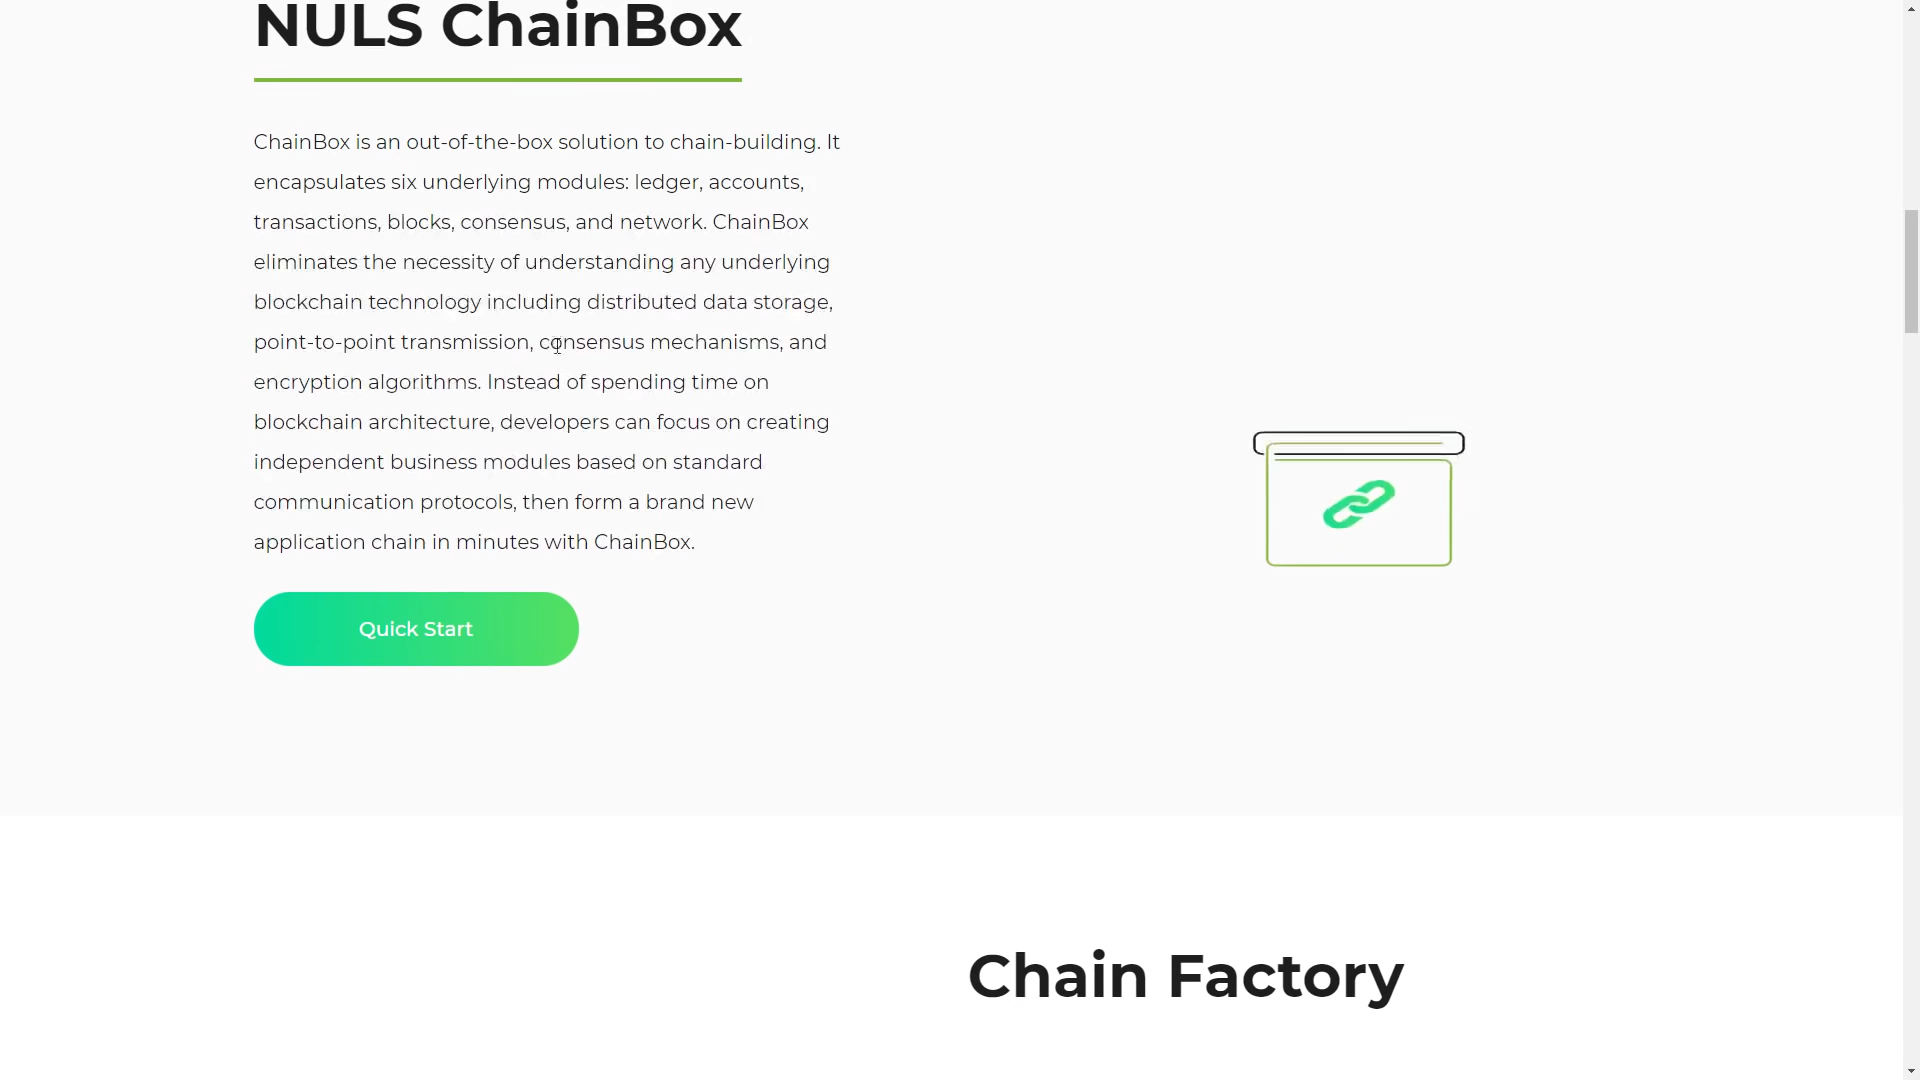 NULS ChainBox
ChainBox is an out-of-the-box solution to chain-building. It
encapsulates six underlying modules: ledger, accounts,
transactions, blocks, consensus, and network. ChainBox
eliminates the necessity of understanding any underlying
blockchain technology including distributed data storage,
point-to-point transmission, consensus mechanisms, and
encryption algorithms. Instead of spending time on
blockchain architecture, developers can focus on creating
independent business modules based on standard
communication protocols, then form a brand new
application chain in minutes with ChainBox.
Quick Start
Chain Factory